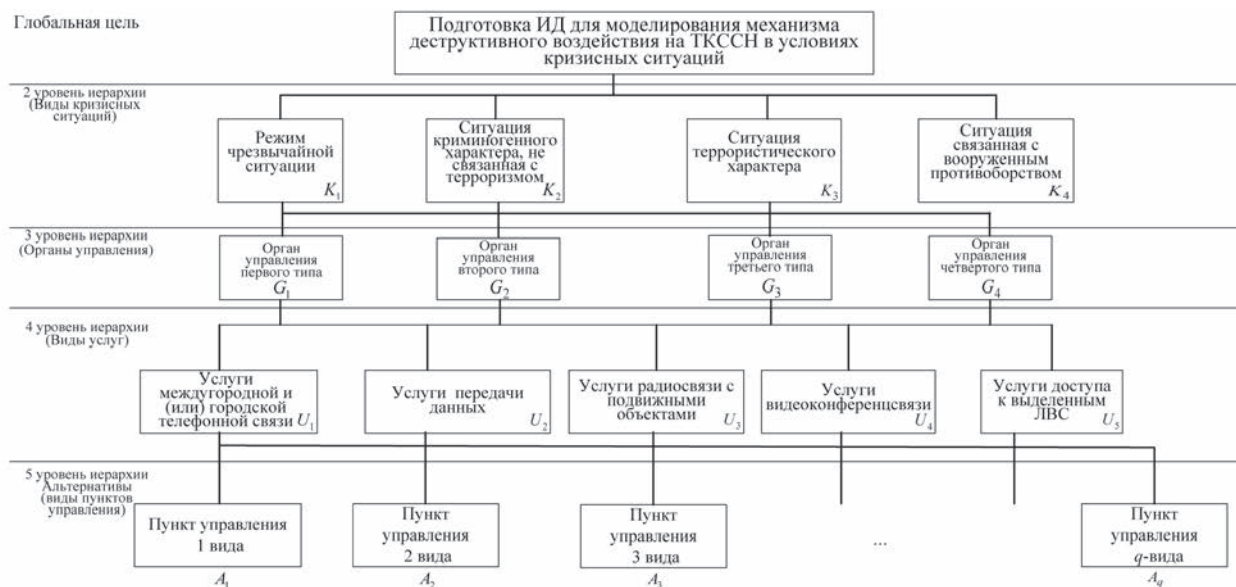 Глобальная цель
Подготовка ИД для моделирования механизма
деструктивного воздействия на ТКССН в условиях
кризисных ситуаций
2 уровень иерархии
(Виды кризисных
ситуаций)
Режим
чрезвычайной
ситуации
K1
Ситуация
криминогенного
характера, не
связанная с
терроризмом
K2
Ситуация
террористического
характера
K3
Ситуация
связанная с
вооруженным
противоборством
K4
3 уровень иерархии
(Органы управления)
Орган
управления
первого типа
G1
Орган
управления
второго типа
G2
Орган
управления
третьего типа
G3
Орган
управления
четвертого типа
G4
4 уровень иерархии
(Виды услуг)
Услуги
междугородной и
(или) городской
телефонной связи U1
Услуги передачи
данных
U2
Услуги радиосвязи с
подвижными
объектами
U3
Услуги
видеоконференцсвязи
U4
Услуги доступа
к выделенным
ЛВС
U5
5 уровень иерархии
Альтернативы
(виды пунктов
управления)
Пункт управления
1 вида
A1
Пункт
управления
2 вида
A2
Пункт
управления
3 вида
A3
...
Пункт
управления
q-вида
Aq